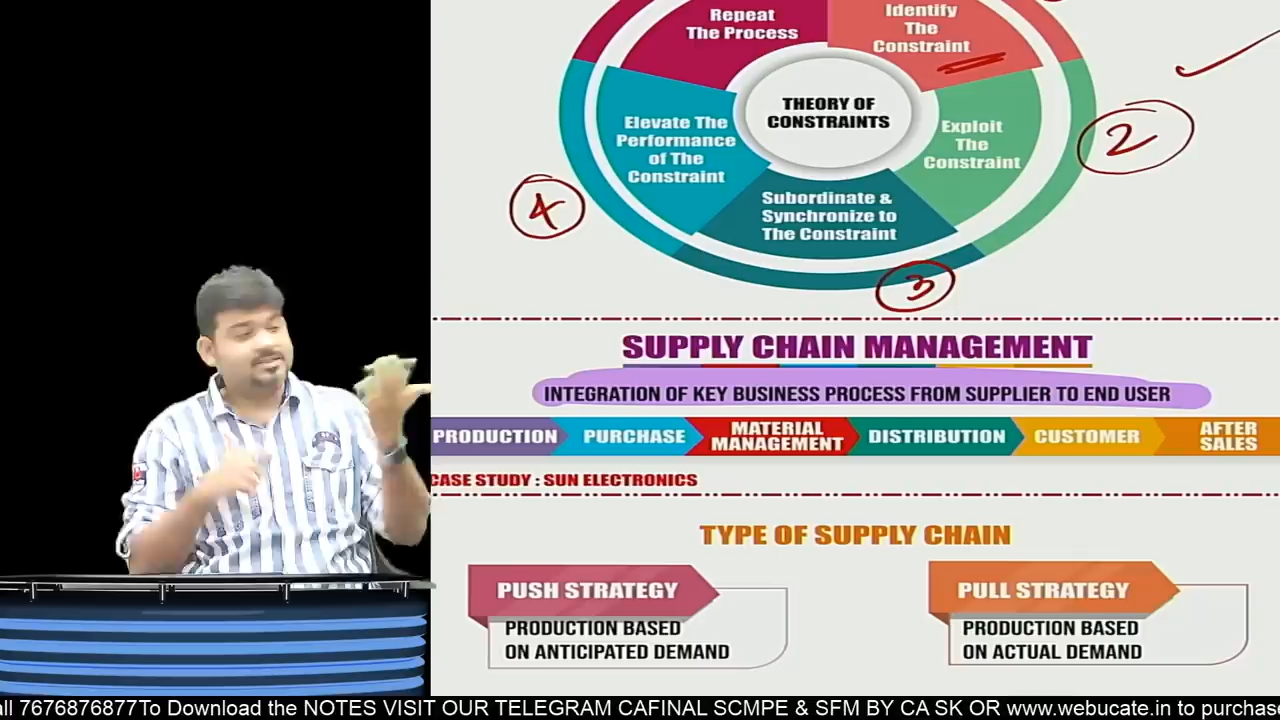 Repeat
The Process
Identify
The
Constraint
THEORY OF
CONSTRAINTS
Elevate The
Performance
of The
Constraint
Exploit
The
Constraint
2
Subordinate &
Synchronize to
The Constraint
4
3
SUPPLY CHAIN MANAGEMENT
INTEGRATION OF KEY BUSINESS PROCESS FROM SUPPLIER TO END USER
PRODUCTION
PURCHASE
MATERIAL
MANAGEMENT
DISTRIBUTION
CUSTOMER
AFTER
SALES
CASE STUDY : SUN ELECTRONICS
TYPE OF SUPPLY CHAIN
PUSH STRATEGY
PRODUCTION BASED
ON ANTICIPATED DEMAND
PULL STRATEGY
PRODUCTION BASED
ON ACTUAL DEMAND
all 7676876877To Download the NOTES VISIT OUR TELEGRAM CAFINAL SCMPE & SFM BY CA SK OR www.webucate.in to purchase